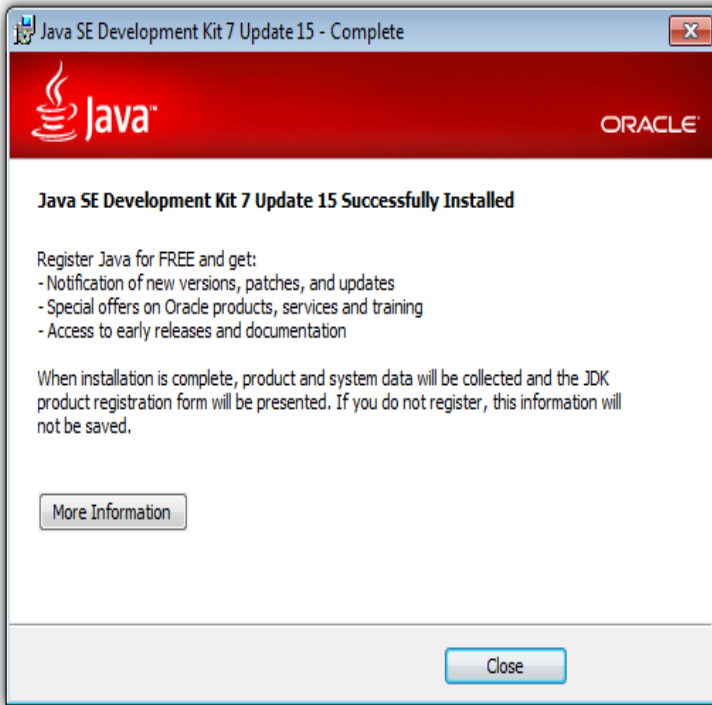 Java SE Development Kit 7 Update 15 - Complete
Java™
ORACLE
Java SE Development Kit 7 Update 15 Successfully Installed
Register Java for FREE and get:
- Notification of new versions, patches, and updates
- Special offers on Oracle products, services and training
- Access to early releases and documentation
When installation is complete, product and system data will be collected and the JDK
product registration form will be presented. If you do not register, this information will
not be saved.
More Information
Close